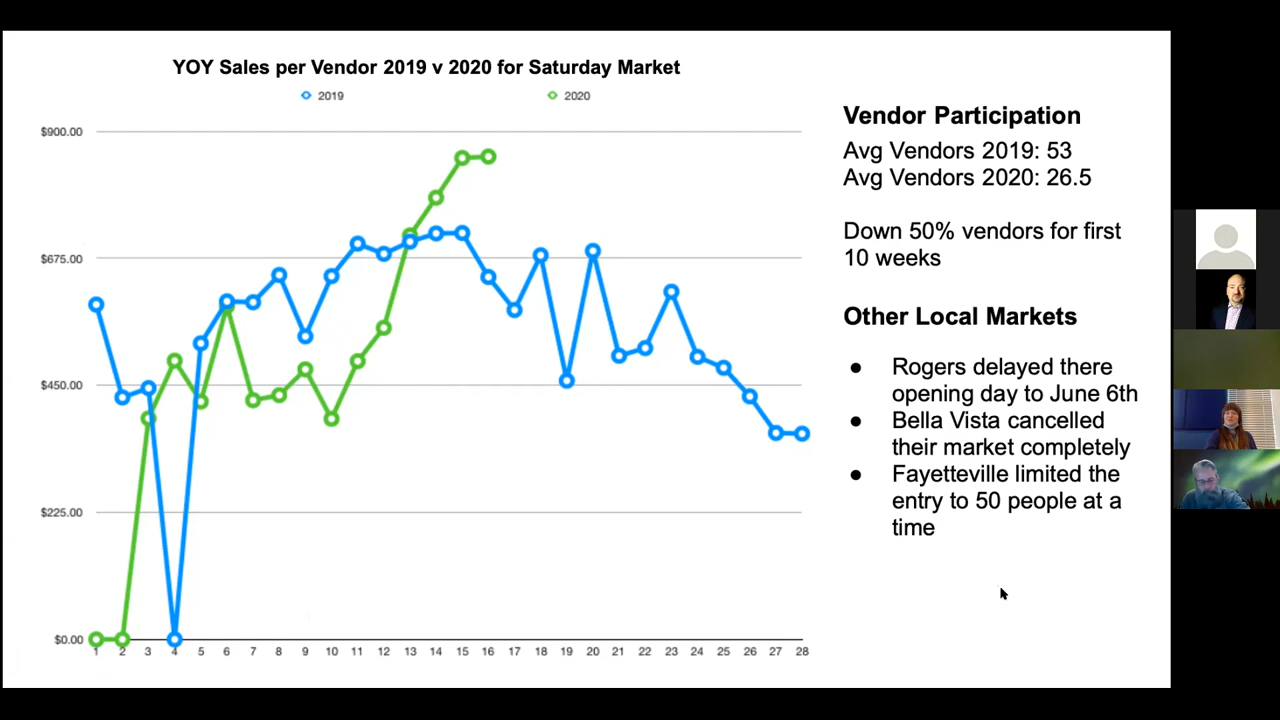 YOY Sales per Vendor 2019 v 2020 for Saturday Market
2019 2020
$900.00
$675.00
$450.00
$225.00
$0.00
1 2 3 4 5 6 7 8 9 10 11 12 13 14 15 16 17 18 19 20 21 22 23 24 25 26 27 28
Vendor Participation
Avg Vendors 2019: 53
Avg Vendors 2020: 26.5
Down 50% vendors for first
10 weeks
Other Local Markets
● Rogers delayed there
opening day to June 6th
● Bella Vista cancelled
their market completely
● Fayetteville limited the
entry to 50 people at a
time